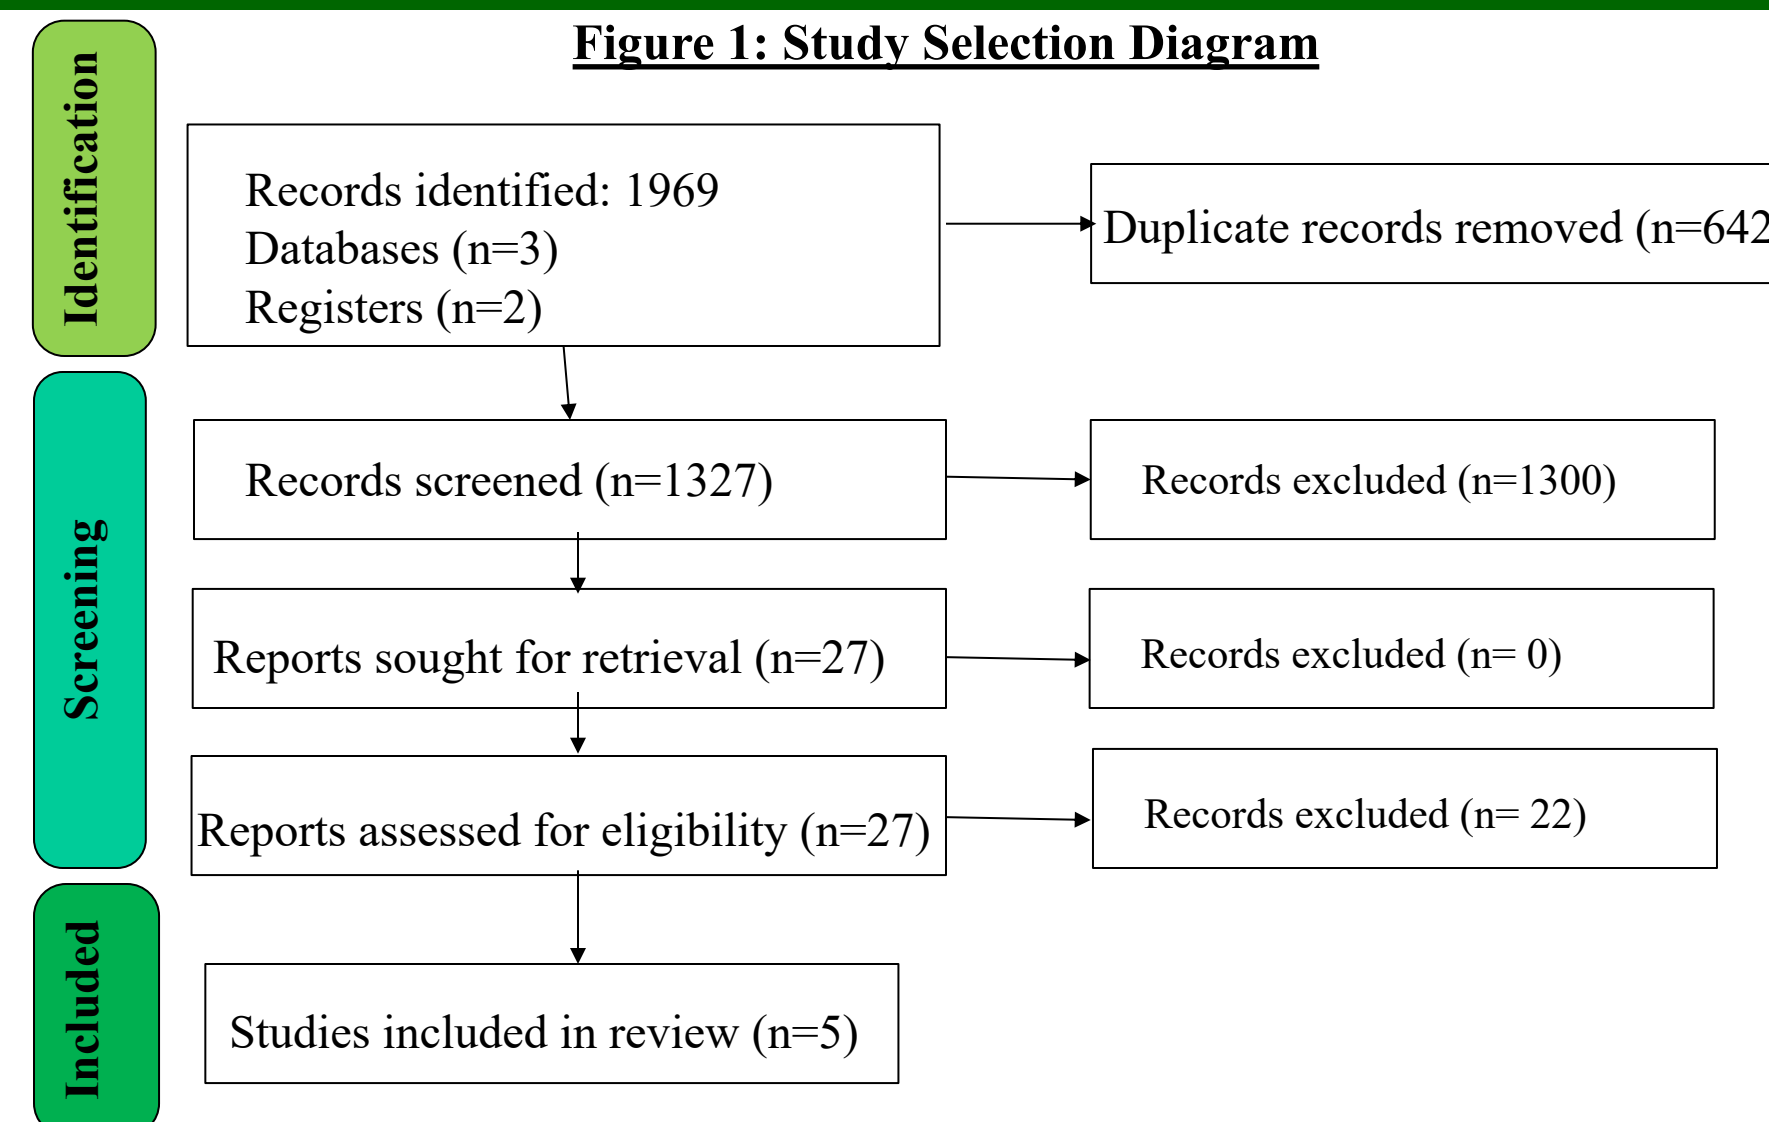 Figure 1: Study Selection Diagram
Identification
Records identified: 1969
Databases (n=3)
Registers (n=2)
Duplicate records removed (n=642
Screening
Records screened (n=1327)
Records excluded (n=1300)
Reports sought for retrieval (n=27)
Records excluded (n= 0)
Reports assessed for eligibility (n=27)
Records excluded (n= 22)
Included
Studies included in review (n=5)